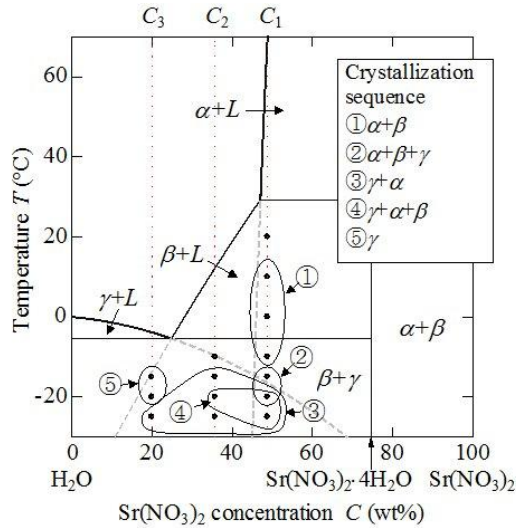 C₃ C₂ C₁
60
40
20
0
-20
Temperature T (°C)
α+L
β+L
γ+L
α+β
β+γ
①
②
③
④
⑤
Crystallization
sequence
①α+β
②α+β+γ
③γ+α
④γ+α+β
⑤γ
0 20 40 60 80 100
H₂O Sr(NO₃)₂·4H₂O Sr(NO₃)₂
Sr(NO₃)₂ concentration C (wt%)